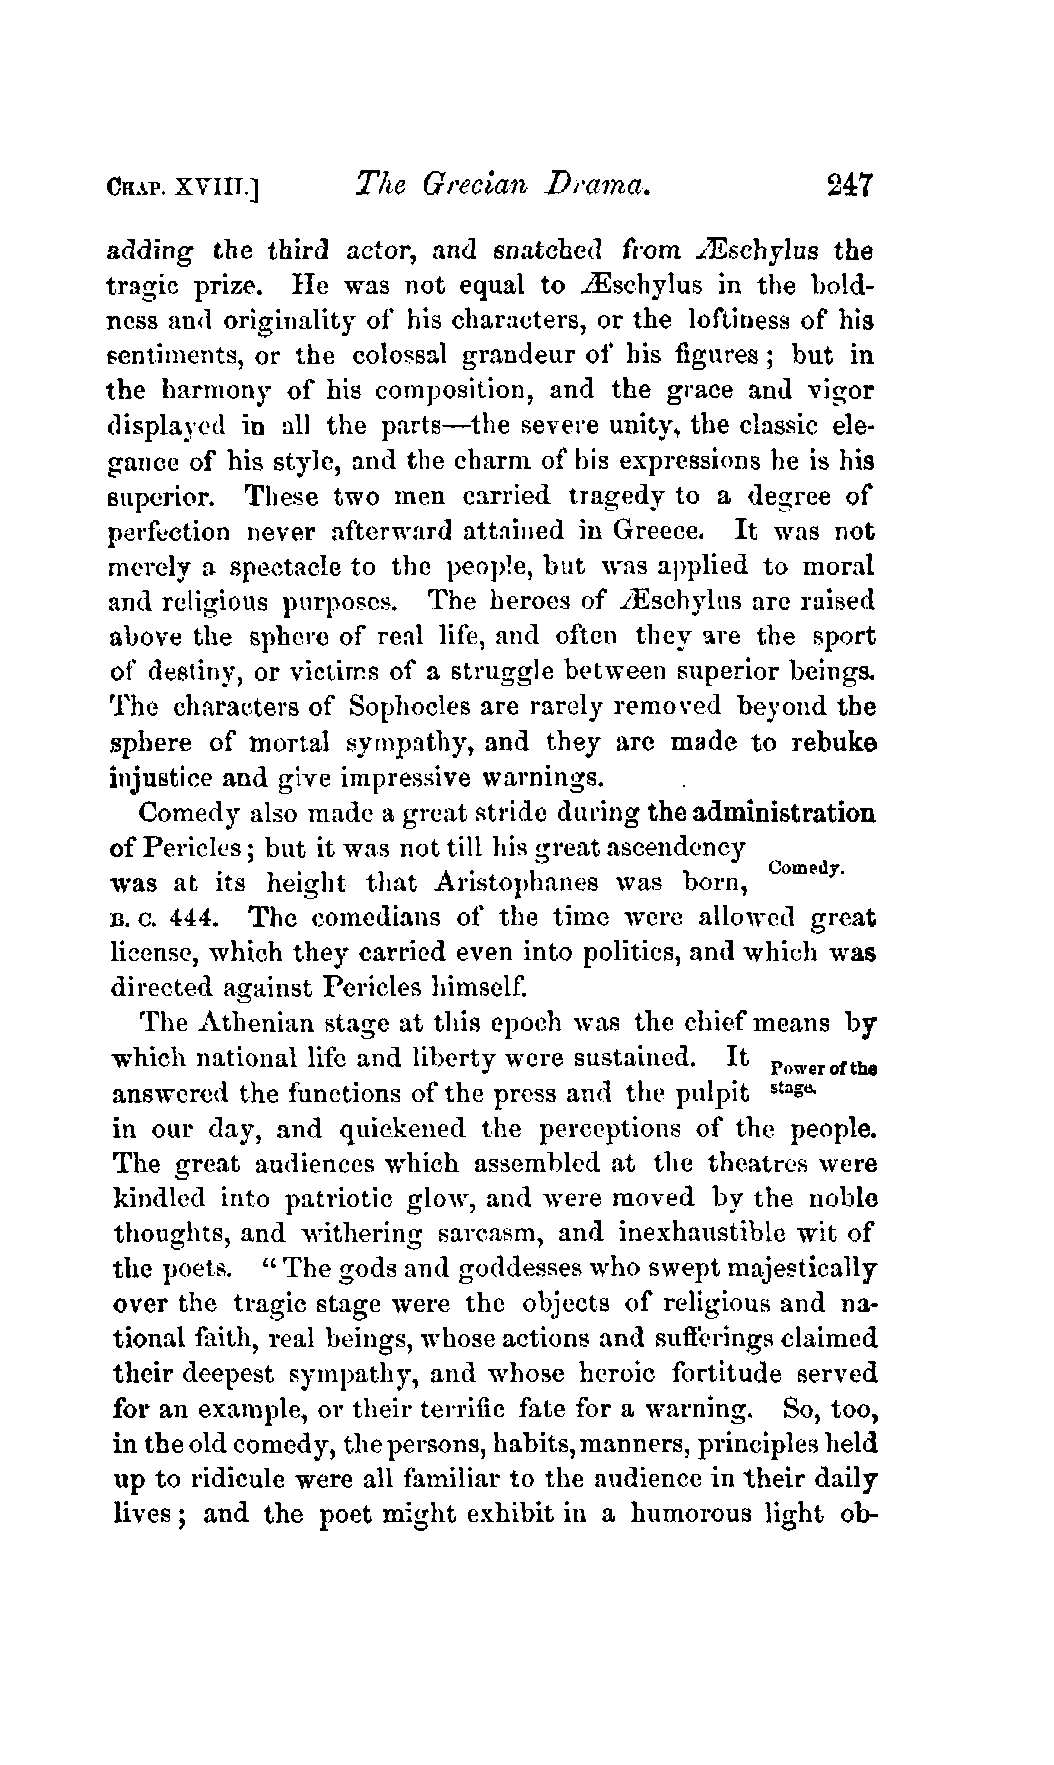 CHAP. XVIII.] The Grecian Drama. 247
adding the third actor, and snatched from Æschylus the
tragic prize. He was not equal to Æschylus in the bold-
ness and originality of his characters, or the loftiness of his
sentiments, or the colossal grandeur of his figures; but in
the harmony of his composition, and the grace and vigor
displayed in all the parts—the severe unity, the classic ele-
gance of his style, and the charm of his expressions he is his
superior. These two men carried tragedy to a degree of
perfection never afterward attained in Greece. It was not
merely a spectacle to the people, but was applied to moral
and religious purposes. The heroes of Æschylus are raised
above the sphere of real life, and often they are the sport
of destiny, or victims of a struggle between superior beings.
The characters of Sophocles are rarely removed beyond the
sphere of mortal sympathy, and they are made to rebuke
injustice and give impressive warnings.
Comedy also made a great stride during the administration
of Pericles; but it was not till his great ascendency
Comedy.
was at its height that Aristophanes was born,
B. C. 444. The comedians of the time were allowed great
license, which they carried even into politics, and which was
directed against Pericles himself.
The Athenian stage at this epoch was the chief means by
which national life and liberty were sustained. It
Power of the
answered the functions of the press and the pulpit
stage.
in our day, and quickened the perceptions of the people.
The great audiences which assembled at the theatres were
kindled into patriotic glow, and were moved by the noble
thoughts, and withering sarcasm, and inexhaustible wit of
the poets. "The gods and goddesses who swept majestically
over the tragic stage were the objects of religious and na-
tional faith, real beings, whose actions and sufferings claimed
their deepest sympathy, and whose heroic fortitude served
for an example, or their terrific fate for a warning. So, too,
in the old comedy, the persons, habits, manners, principles held
up to ridicule were all familiar to the audience in their daily
lives; and the poet might exhibit in a humorous light ob-